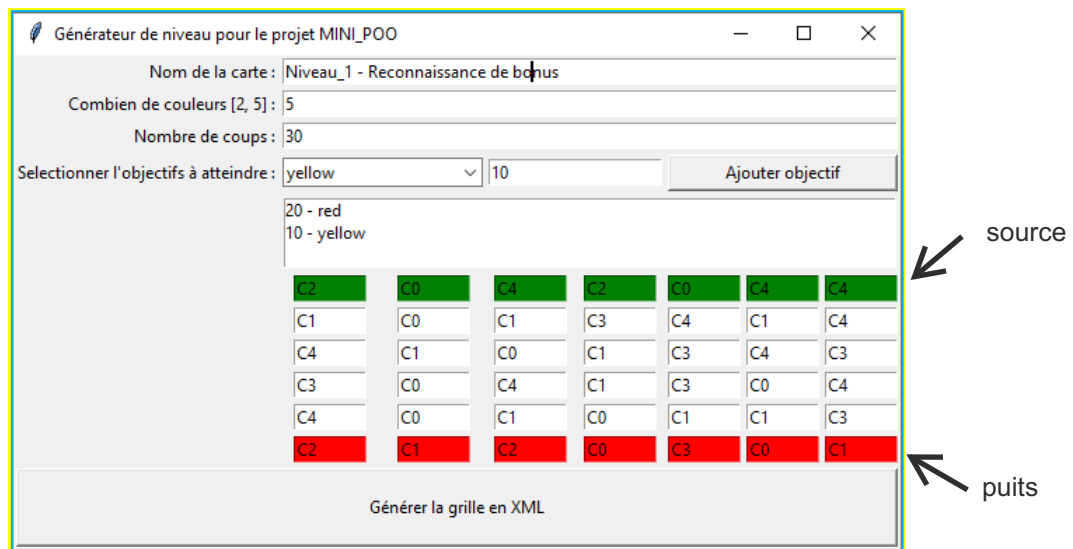 Générateur de niveau pour le projet MINI_POO
Nom de la carte : Niveau_1 - Reconnaissance de bonus
Combien de couleurs [2, 5] : 5
Nombre de coups : 30
Selectionner l'objectifs à atteindre : yellow 10 Ajouter objectif
20 - red
10 - yellow
source
C2 C0 C4 C2 C0 C4 C4
C1 C0 C1 C3 C4 C1 C4
C4 C1 C0 C1 C3 C4 C3
C3 C0 C4 C1 C3 C0 C4
C4 C0 C1 C0 C1 C1 C3
C2 C1 C2 C0 C3 C0 C1
puits
Générer la grille en XML